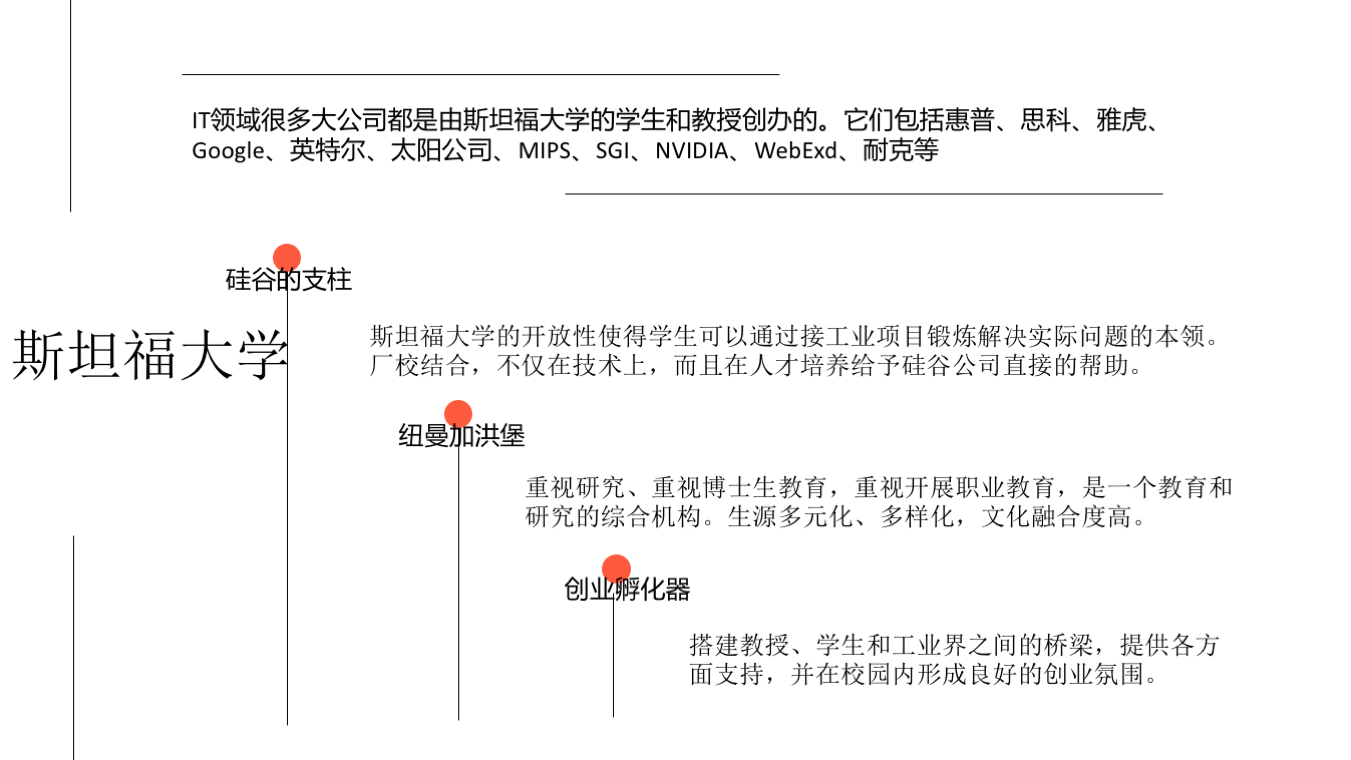 IT领域很多大公司都是由斯坦福大学的学生和教授创办的。它们包括惠普、思科、雅虎、
Google、英特尔、太阳公司、MIPS、SGI、NVIDIA、WebExd、耐克等
硅谷的支柱
斯坦福大学
斯坦福大学的开放性使得学生可以通过接工业项目锻炼解决实际问题的本领。
厂校结合，不仅在技术上，而且在人才培养给予硅谷公司直接的帮助。
纽曼加洪堡
重视研究、重视博士生教育，重视开展职业教育，是一个教育和
研究的综合机构。生源多元化、多样化，文化融合度高。
创业孵化器
搭建教授、学生和工业界之间的桥梁，提供各方
面支持，并在校园内形成良好的创业氛围。